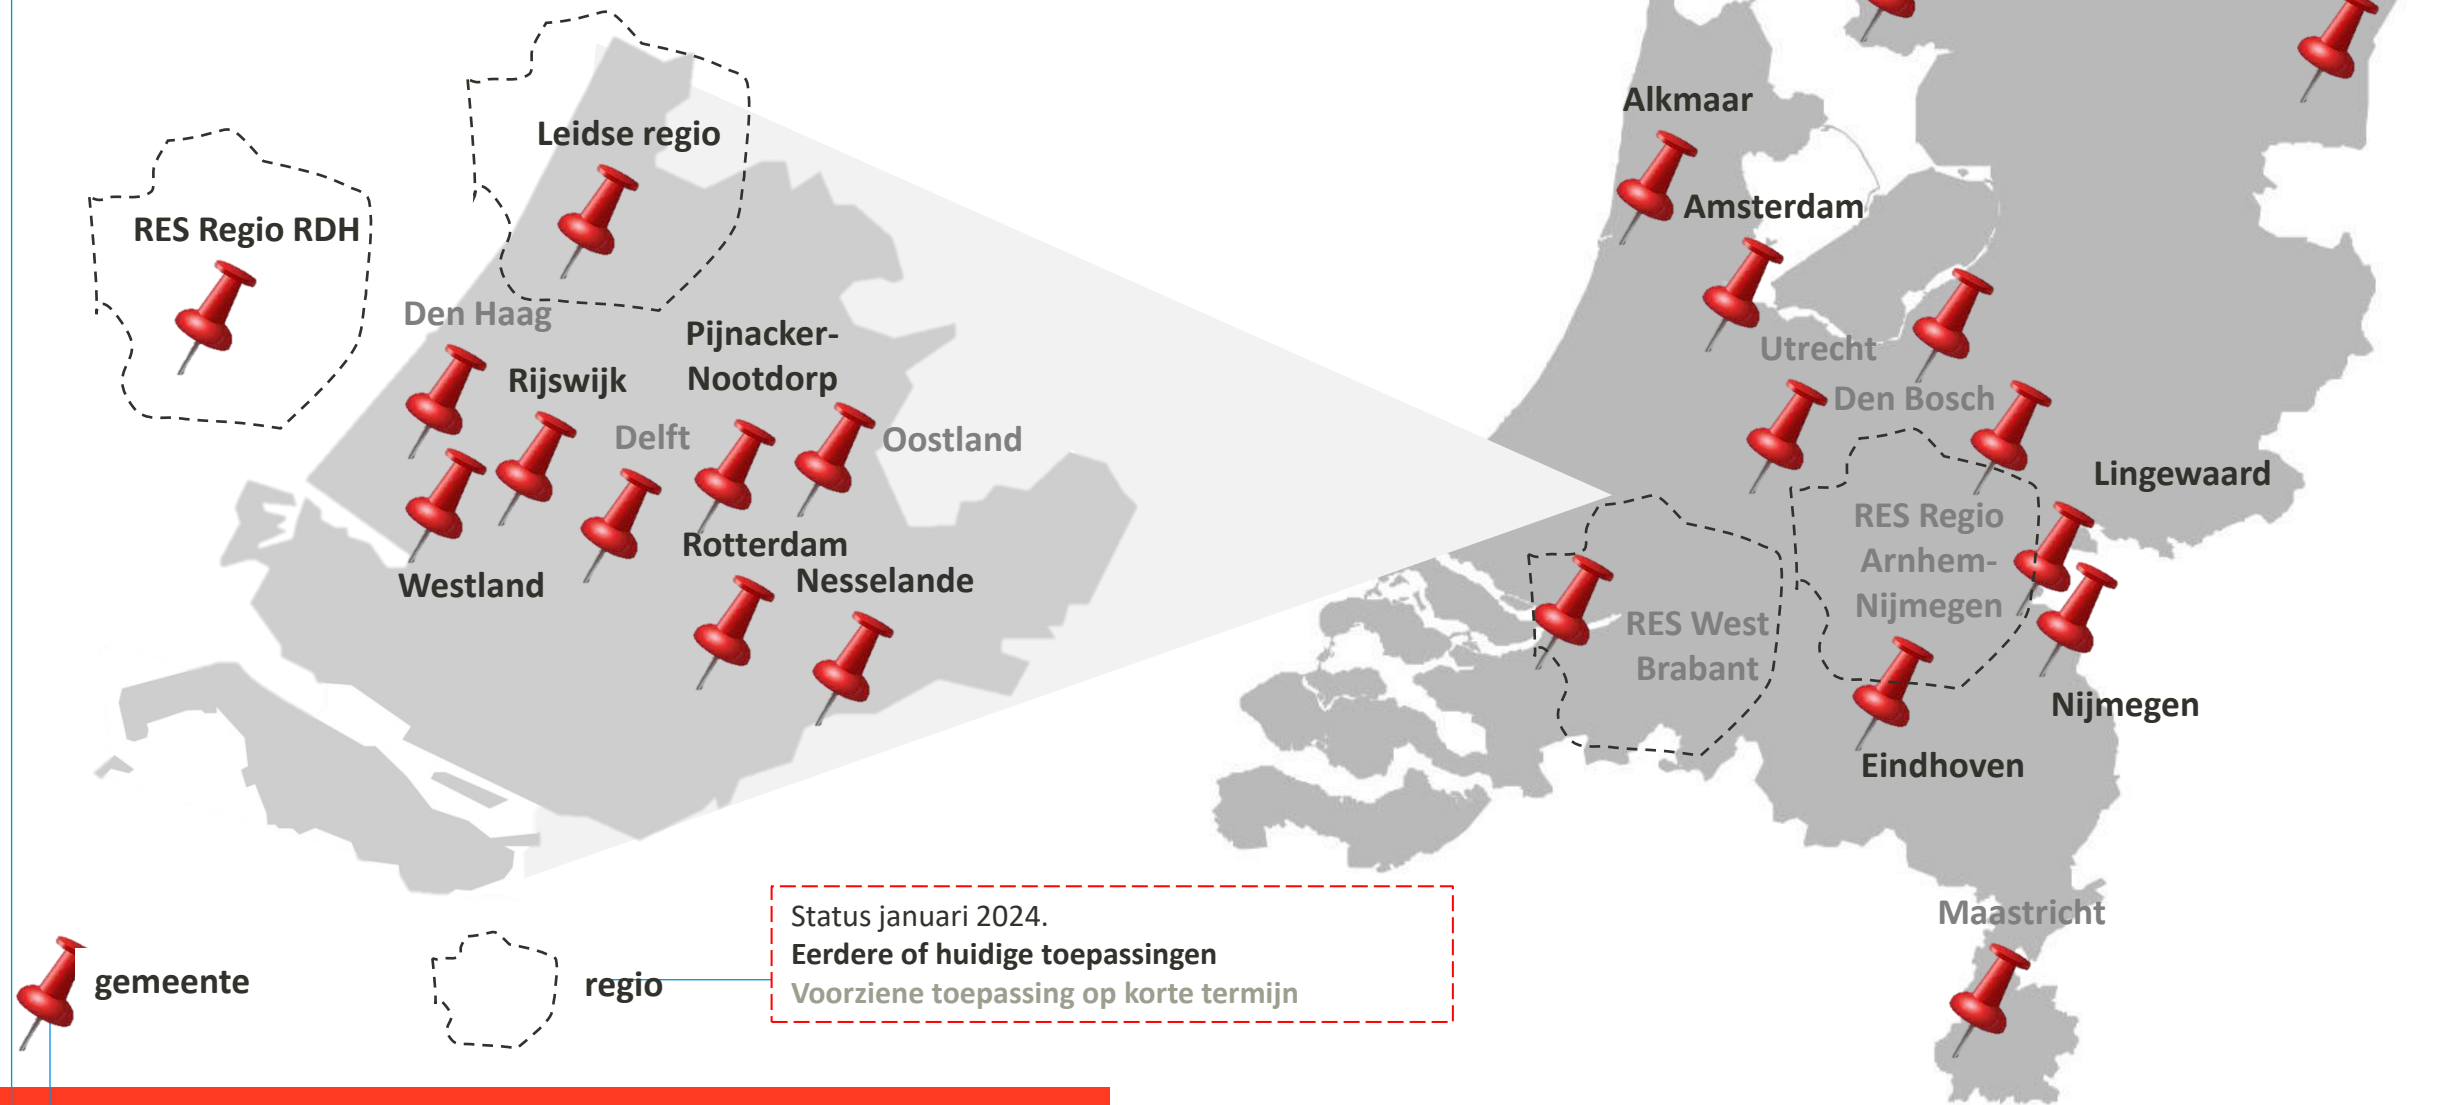 Leidse regio
RES Regio RDH
Den Haag
Pijnacker-
Nootdorp
Rijswijk
Delft
Oostland
Rotterdam
Nesselande
Westland
Alkmaar
Amsterdam
Utrecht
Den Bosch
Lingewaard
RES Regio
Arnhem-
Nijmegen
RES West
Brabant
Nijmegen
Eindhoven
Maastricht
gemeente
regio
Status januari 2024.
Eerdere of huidige toepassingen
Voorziene toepassing op korte termijn